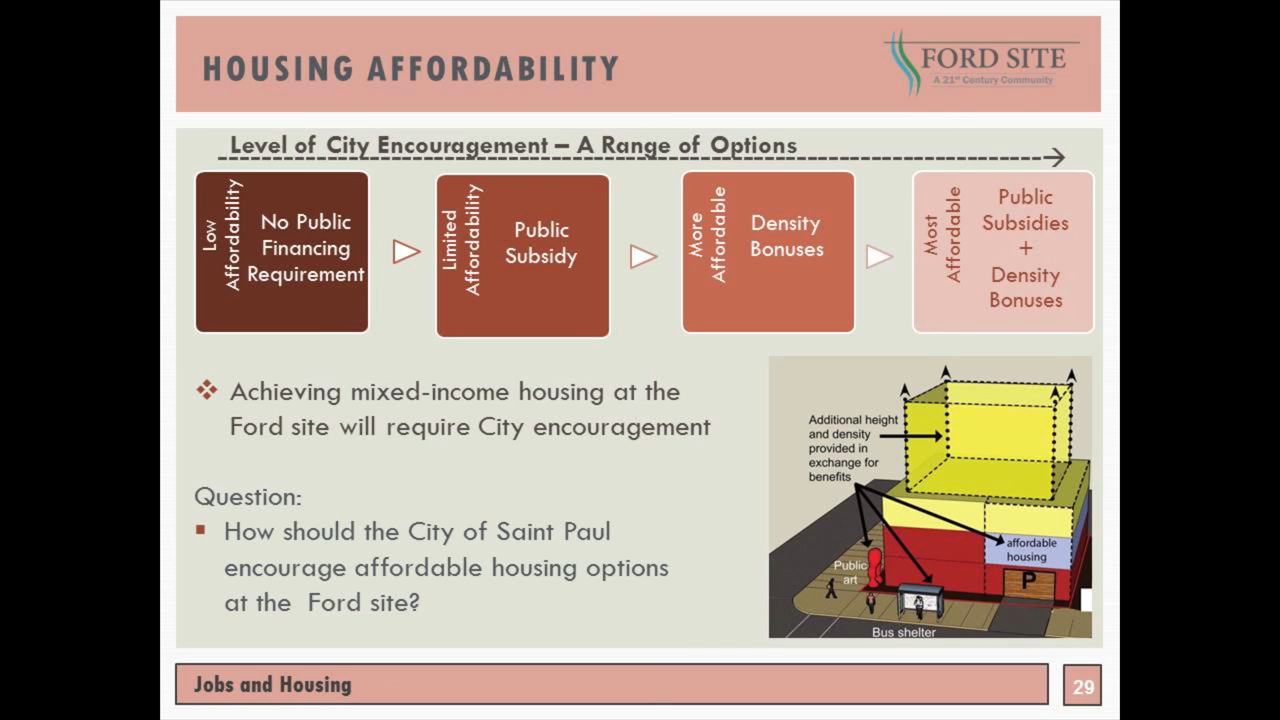 HOUSING AFFORDABILITY
FORD SITE
A 21st Century Community
Level of City Encouragement – A Range of Options
Low
Affordability
No Public
Financing
Requirement
Limited
Affordability
Public
Subsidy
More
Affordable
Density
Bonuses
Most
Affordable
Public
Subsidies
+
Density
Bonuses
Achieving mixed-income housing at the
Ford site will require City encouragement
Question:
How should the City of Saint Paul
encourage affordable housing options
at the Ford site?
Additional height
and density
provided in
exchange for
benefits
affordable
housing
P
Public
art
Bus shelter
Jobs and Housing
29